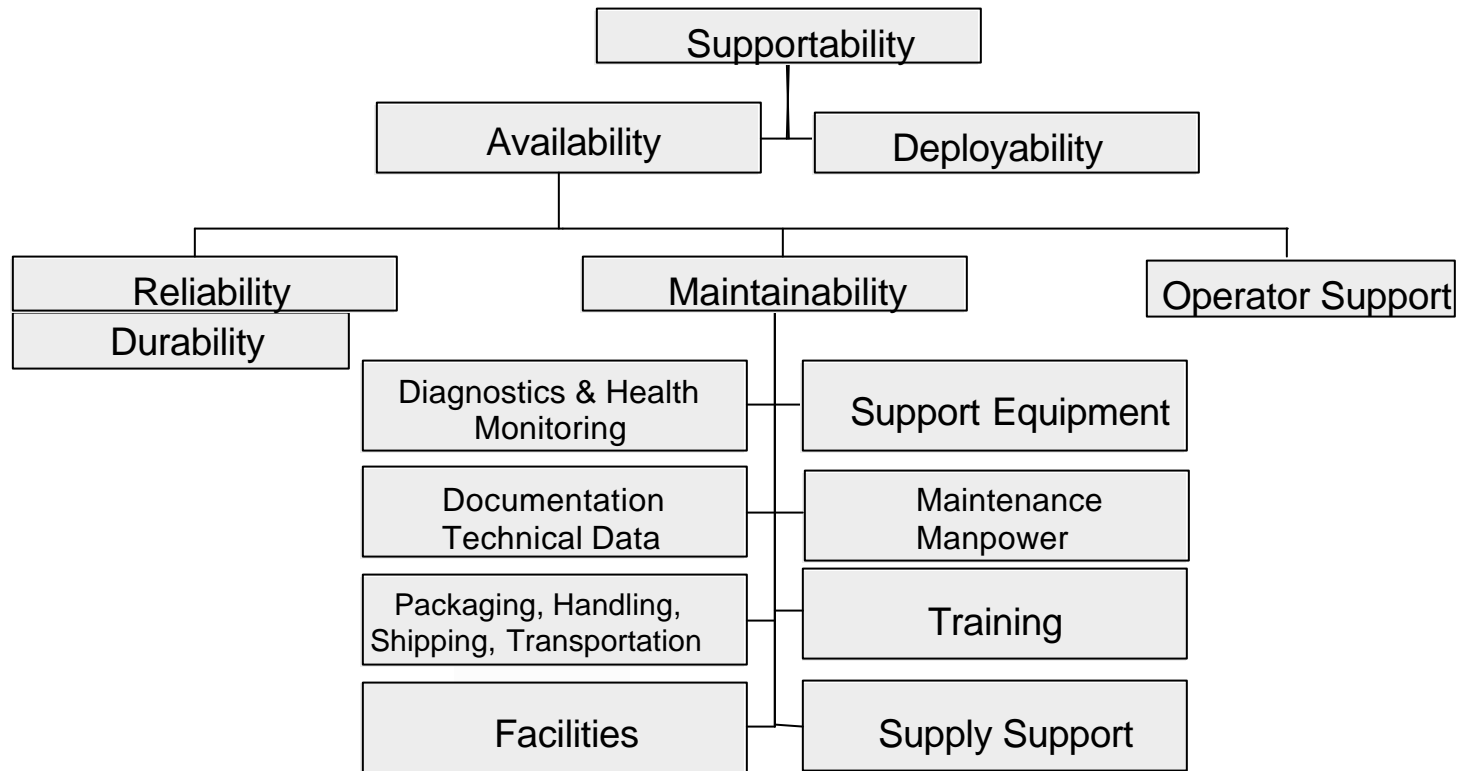 Supportability
Availability
Deployability
Reliability
Maintainability
Operator Support
Durability
Diagnostics & Health
Monitoring
Support Equipment
Documentation
Technical Data
Maintenance
Manpower
Packaging, Handling,
Shipping, Transportation
Training
Facilities
Supply Support